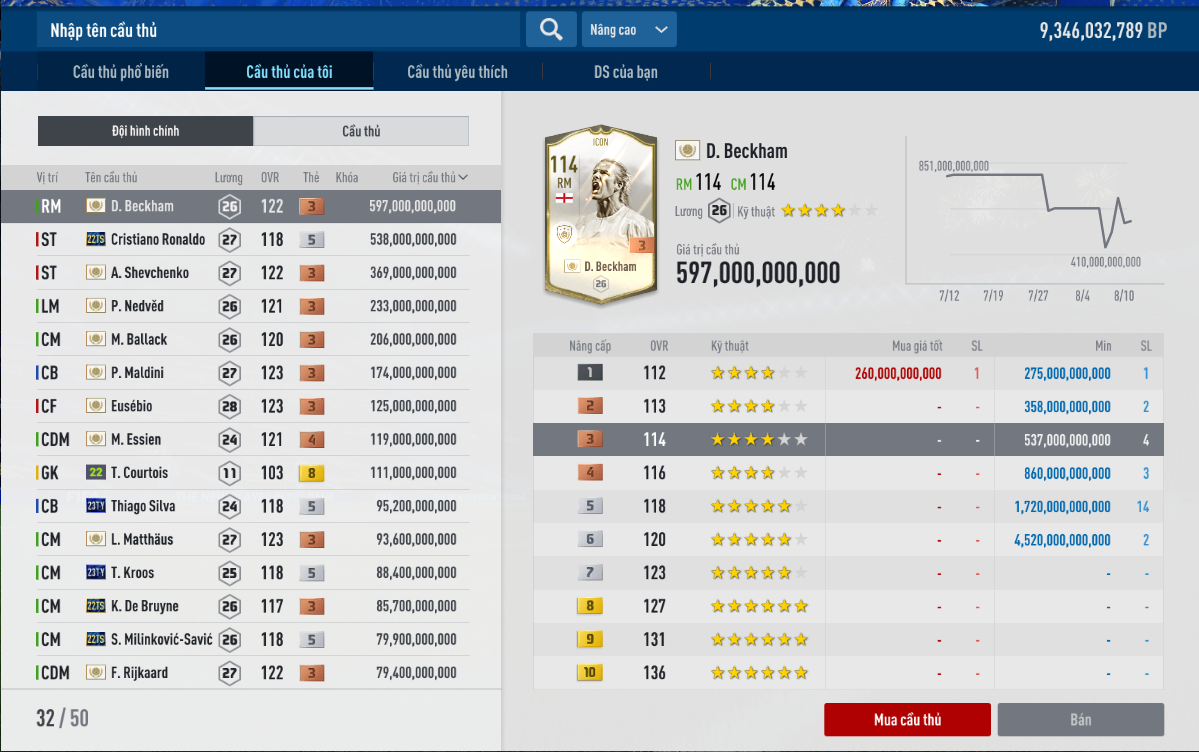 Nhập tên cầu thủ Nâng cao 9,346,032,789 BP
Cầu thủ phổ biến Cầu thủ của tôi Cầu thủ yêu thích DS của bạn
Đội hình chính Cầu thủ
Vị trí Tên cầu thủ Lương OVR Thẻ Khóa Giá trị cầu thủ
RM D. Beckham 26 122 3 597,000,000,000
ST 22TS Cristiano Ronaldo 27 118 5 538,000,000,000
ST A. Shevchenko 27 122 3 369,000,000,000
LM P. Nedvěd 26 121 3 233,000,000,000
CM M. Ballack 26 120 3 206,000,000,000
CB P. Maldini 27 123 3 174,000,000,000
CF Eusébio 28 123 3 125,000,000,000
CDM M. Essien 24 121 4 119,000,000,000
GK 22 T. Courtois 11 103 8 111,000,000,000
CB 23TY Thiago Silva 24 118 5 95,200,000,000
CM L. Matthäus 27 123 3 93,600,000,000
CM 23TY T. Kroos 25 118 5 88,400,000,000
CM 22TS K. De Bruyne 26 117 3 85,700,000,000
CM 22TS S. Milinković-Savić 26 118 5 79,900,000,000
CDM F. Rijkaard 27 122 3 79,400,000,000
32 / 50
ICON
114
RM
3
D. Beckham
26
D. Beckham
RM 114 CM 114
Lương 26 Kỹ thuật
Giá trị cầu thủ
597,000,000,000
851,000,000,000
410,000,000,000
7/12 7/19 7/27 8/4 8/10
Nâng cấp OVR Kỹ thuật Mua giá tốt SL Min SL
1 112 260,000,000,000 1 275,000,000,000 1
2 113 - - 358,000,000,000 2
3 114 - - 537,000,000,000 4
4 116 - - 860,000,000,000 3
5 118 - - 1,720,000,000,000 14
6 120 - - 4,520,000,000,000 2
7 123 - - - -
8 127 - - - -
9 131 - - - -
10 136 - - - -
Mua cầu thủ Bán